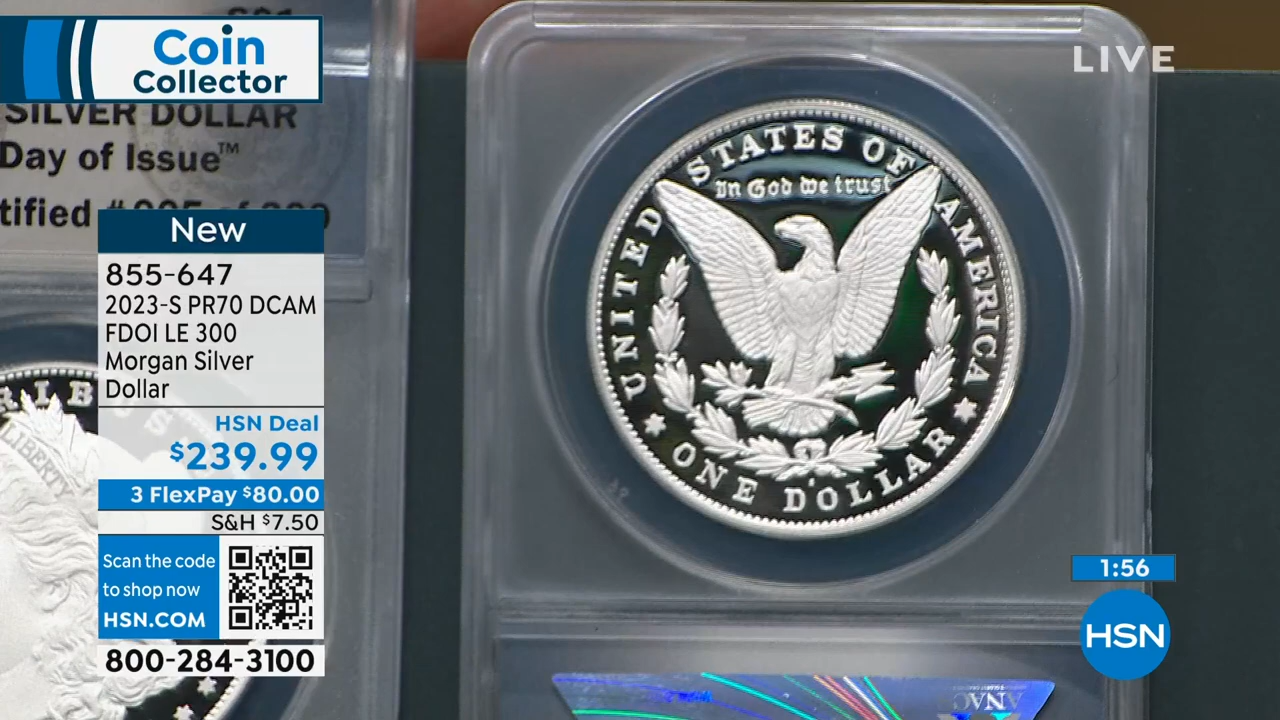 Coin
Collector
LIVE
SILVER DOLLAR
Day of Issue™
New
855-647
2023-S PR70 DCAM
FDOI LE 300
Morgan Silver
Dollar
HSN Deal
$239.99
3 FlexPay $80.00
S&H $7.50
Scan the code
to shop now
HSN.COM
800-284-3100
LIBERTY
UNITED STATES OF AMERICA
In God we trust
ONE DOLLAR
1:56
HSN
ANAC